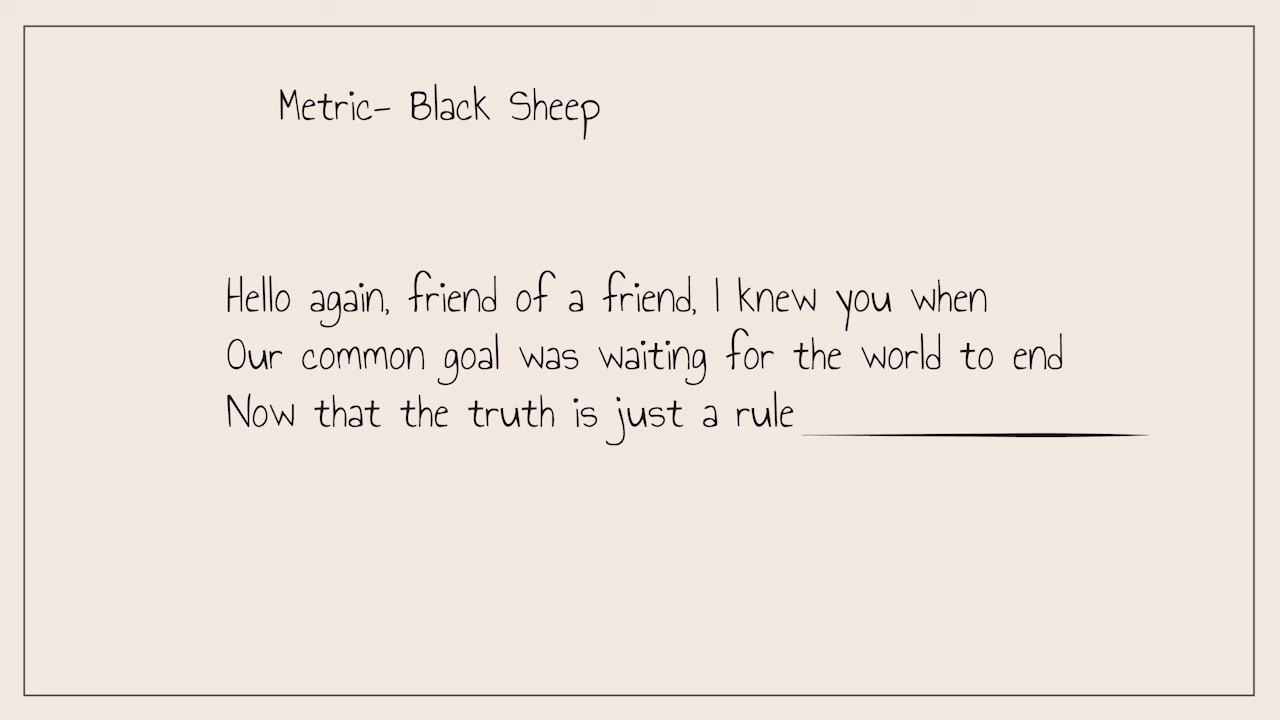 Metric- Black Sheep
Hello again, friend of a friend, I knew you when
Our common goal was waiting for the world to end
Now that the truth is just a rule